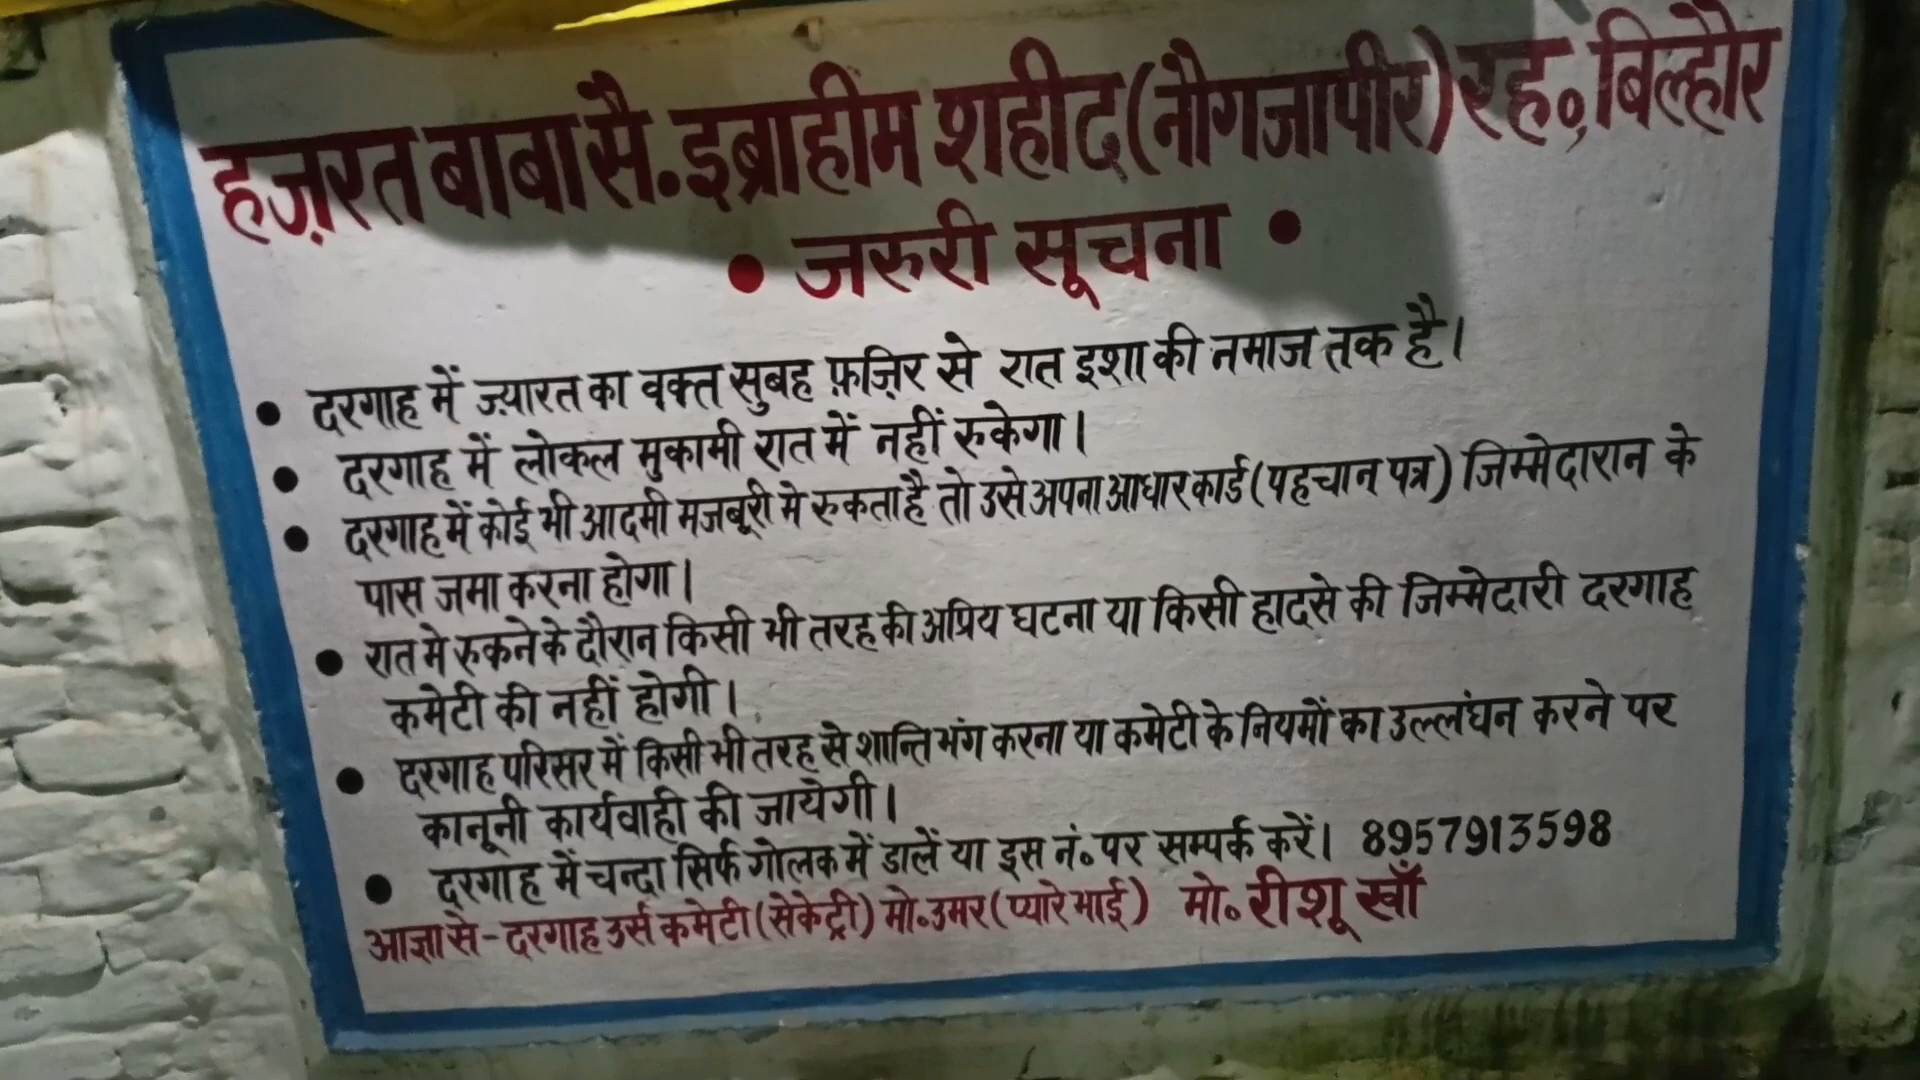 हज़रत बाबा सै. इब्राहीम शहीद (नौगजापीर) रह०, बिल्हौर
• जरुरी सूचना •
• दरगाह में ज़्यारत का वक्त सुबह फ़ज़िर से रात इशा की नमाज तक है।
• दरगाह में लोकल मुकामी रात में नहीं रुकेगा।
• दरगाह में कोई भी आदमी मजबूरी मे रुकता है तो उसे अपना आधार कार्ड (पहचान पत्र) जिम्मेदारान के
पास जमा करना होगा।
• रात मे रुकने के दौरान किसी भी तरह की अप्रिय घटना या किसी हादसे की जिम्मेदारी दरगाह
कमेटी की नहीं होगी।
• दरगाह परिसर में किसी भी तरह से शान्ति भंग करना या कमेटी के नियमों का उल्लंघन करने पर
कानूनी कार्यवाही की जायेगी।
• दरगाह में चन्दा सिर्फ गोलक में डालें या इस नं० पर सम्पर्क करें। 8957913598
आज्ञा से - दरगाह उर्स कमेटी (सेकेट्री) मो० उमर (प्यारे भाई) मो० रीशू खाँ